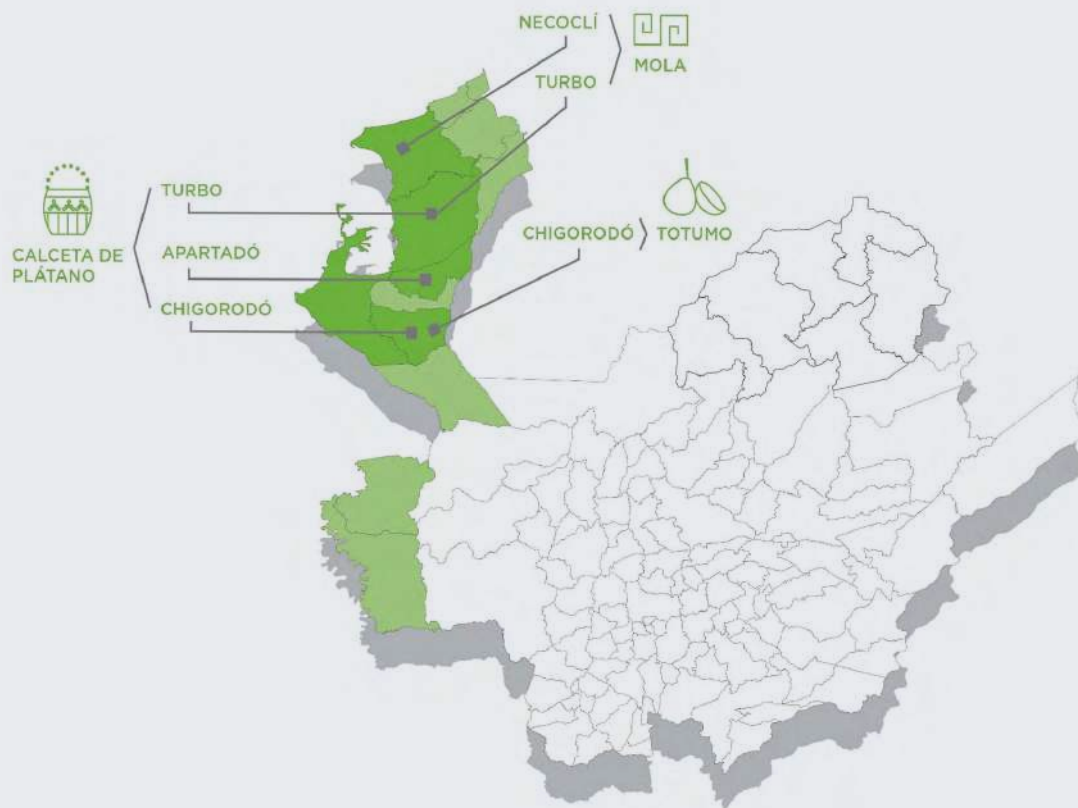 NECOCLÍ
MOLA
TURBO
TURBO
APARTADÓ
CHIGORODÓ
CALCETA DE
PLÁTANO
CHIGORODÓ
TOTUMO